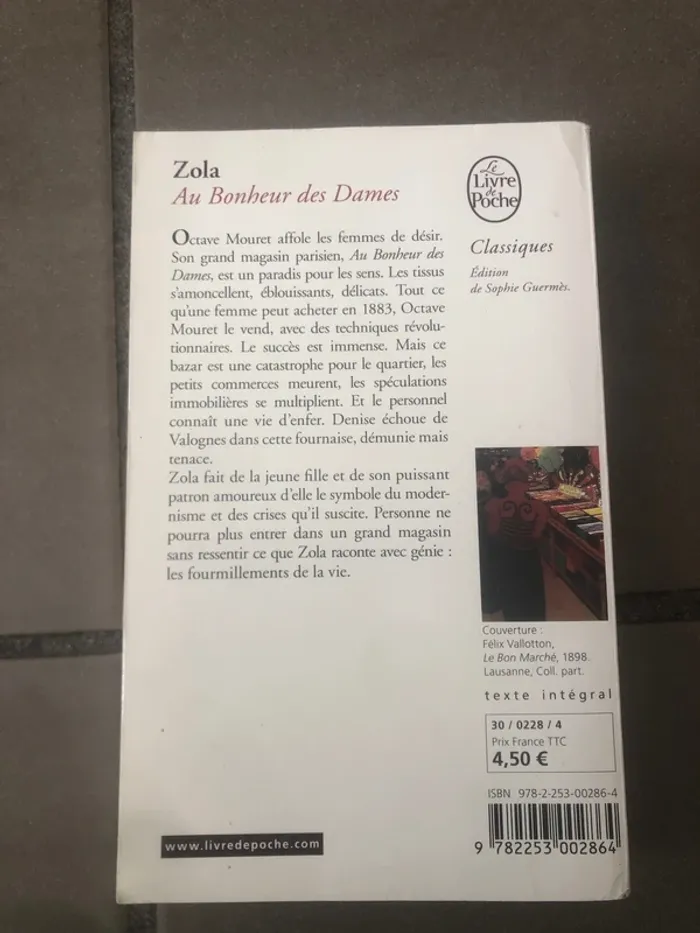 Zola
Au Bonheur des Dames
Octave Mouret affole les femmes de désir.
Son grand magasin parisien, Au Bonheur des
Dames, est un paradis pour les sens. Les tissus
s'amoncellent, éblouissants, délicats. Tout ce
qu'une femme peut acheter en 1883, Octave
Mouret le vend, avec des techniques révolu-
tionnaires. Le succès est immense. Mais ce
bazar est une catastrophe pour le quartier, les
petits commerces meurent, les spéculations
immobilières se multiplient. Et le personnel
connaît une vie d'enfer. Denise échoue de
Valognes dans cette fournaise, démunie mais
tenace.
Zola fait de la jeune fille et de son puissant
patron amoureux d'elle le symbole du moder-
nisme et des crises qu'il suscite. Personne ne
pourra plus entrer dans un grand magasin
sans ressentir ce que Zola raconte avec génie :
les fourmillements de la vie.
www.livredepoche.com
Le
Livre
de
Poche
Classiques
Édition
de Sophie Guermès.
Couverture :
Félix Vallotton,
Le Bon Marché, 1898.
Lausanne, Coll. part.
texte intégral
30 / 0228 / 4
Prix France TTC
4,50 €
ISBN 978-2-253-00286-4
9 782253 002864